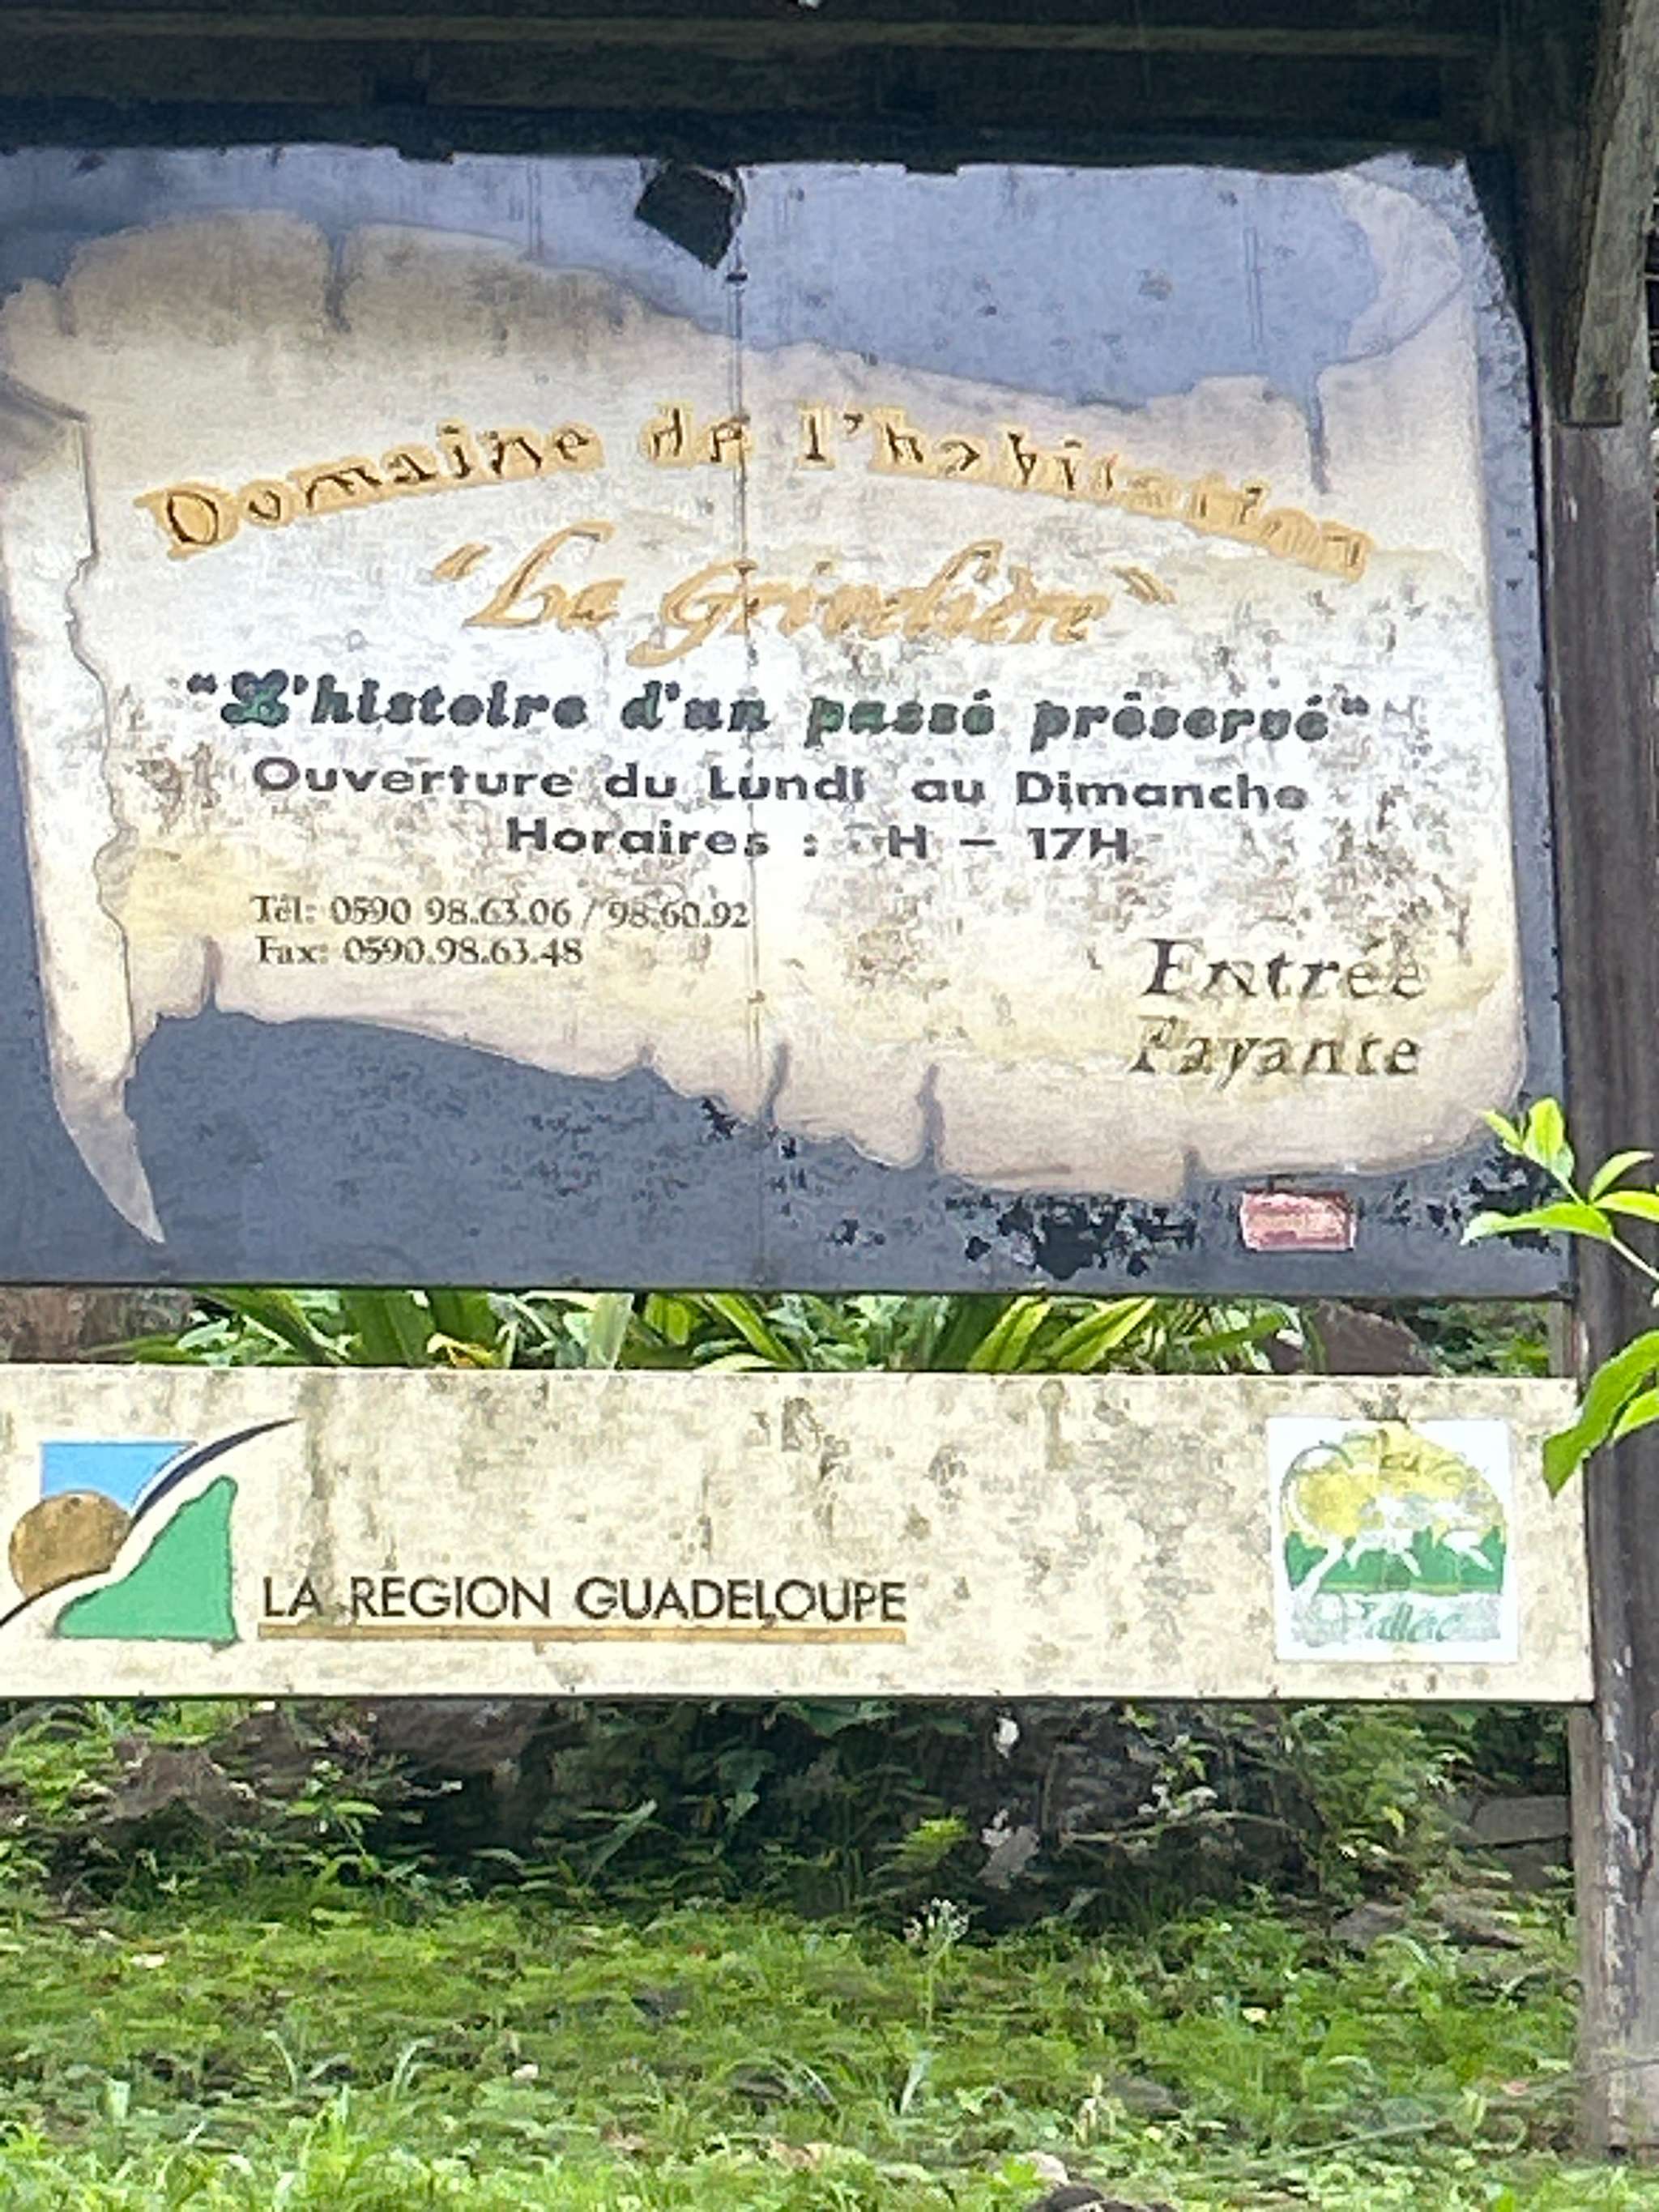 Domaine de l'habitation
"La Grivelière"
"L'histoire d'un passé préservé"
Ouverture du Lundi au Dimanche
Horaires : H – 17H
Tél: 0590 98.63.06 / 98.60.92
Fax: 0590.98.63.48
Entrée
Payante
LA REGION GUADELOUPE